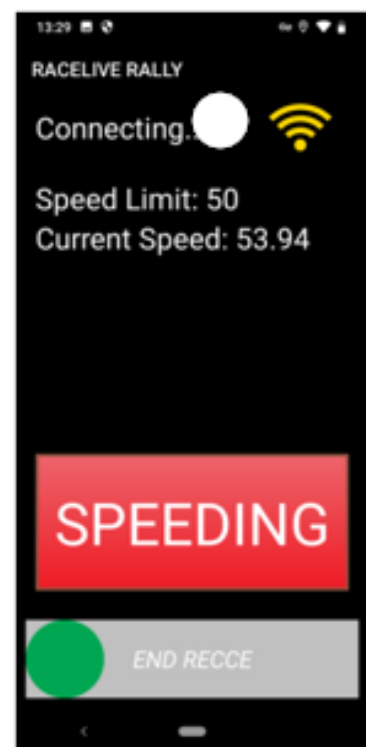 13:29
RACELIVE RALLY
Connecting..
Speed Limit: 50
Current Speed: 53.94
SPEEDING
END RECCE